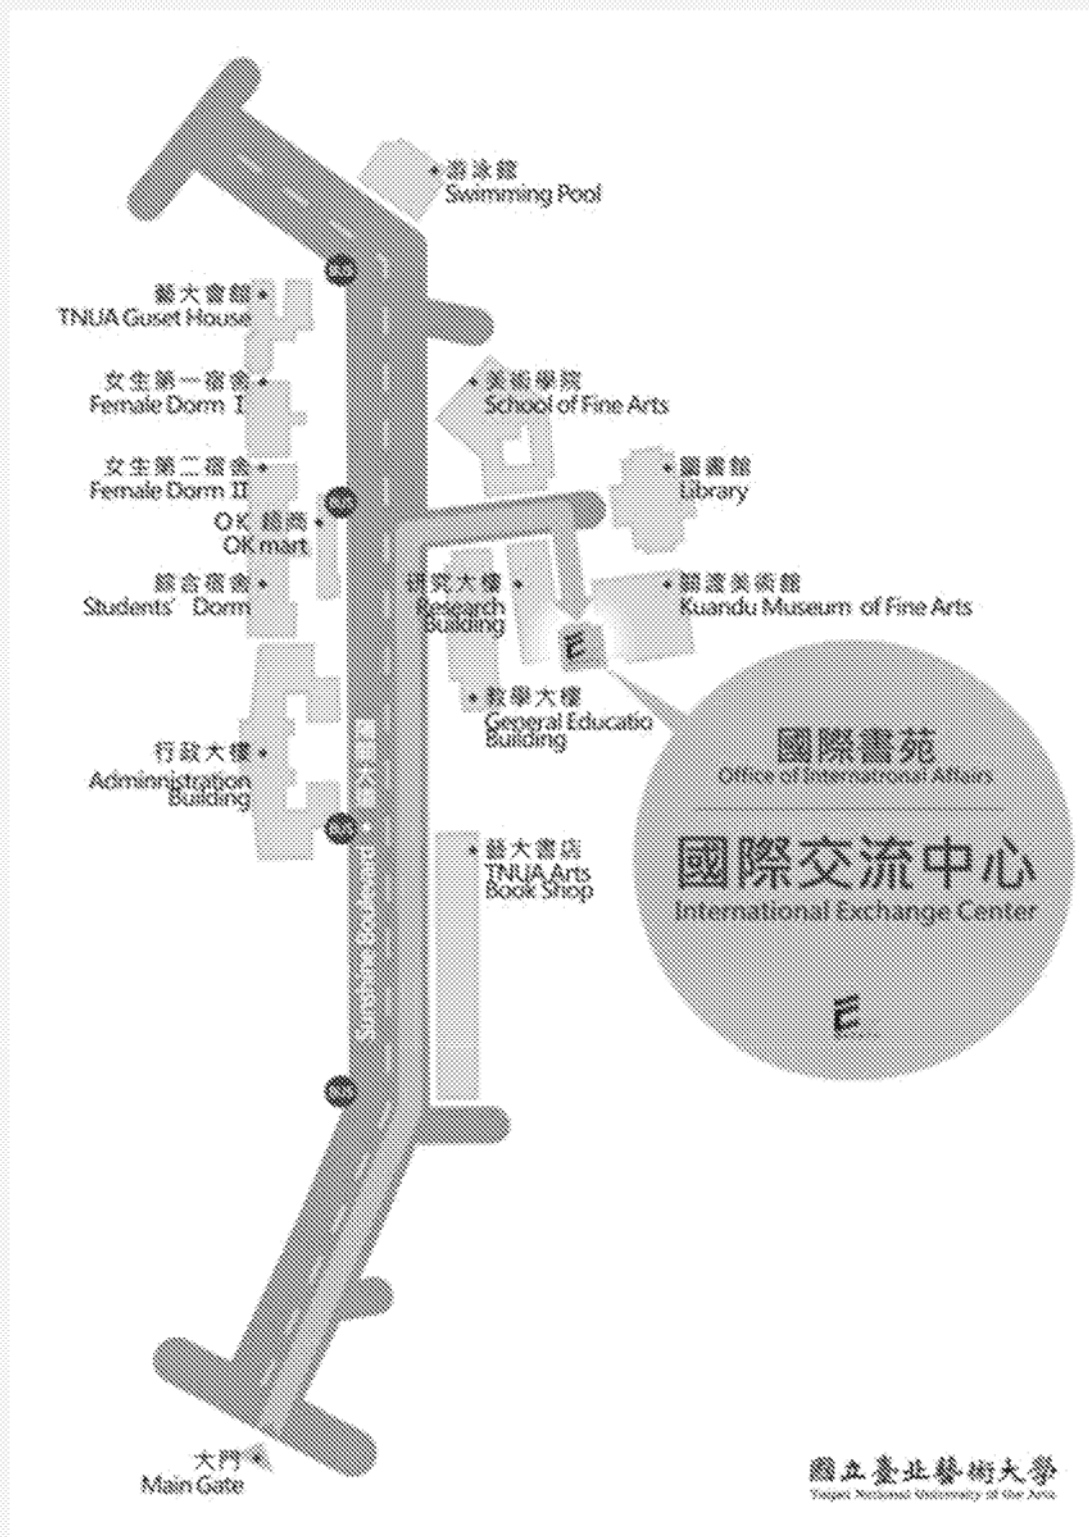 游泳館
Swimming Pool
藝大會館
TNUA Guset House
女生第一宿舍
Female Dorm I
美術學院
School of Fine Arts
女生第二宿舍
Female Dorm II
圖書館
Library
OK 超商
OK mart
綜合宿舍
Students' Dorm
研究大樓
Research
Building
關渡美術館
Kuandu Museum of Fine Arts
教學大樓
General Educatio
Building
行政大樓
Adminnistration
Building
Sunshine Boulevard
藝大書店
TNUA Arts
Book Shop
國際書苑
Office of Internatronal Affairs
國際交流中心
International Exchange Center
大門
Main Gate
國立臺北藝術大學
Taipei National University of the Arts